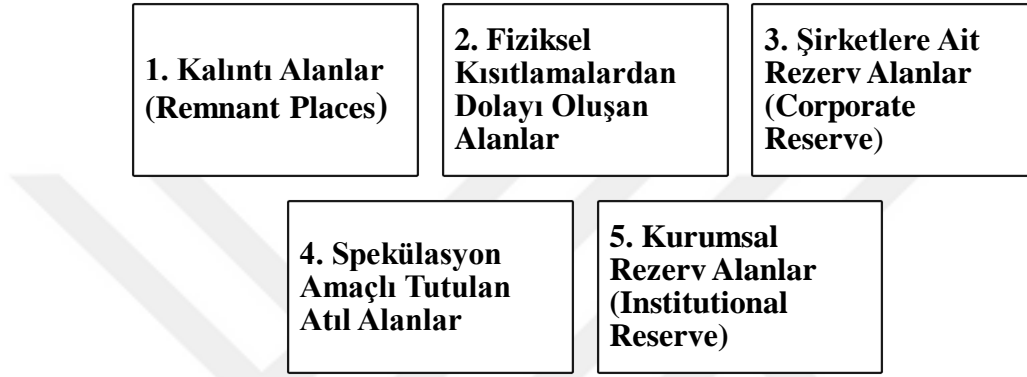 1. Kalıntı Alanlar
(Remnant Places)
2. Fiziksel
Kısıtlamalardan
Dolayı Oluşan
Alanlar
3. Şirketlere Ait
Rezerv Alanlar
(Corporate
Reserve)
4. Spekülasyon
Amaçlı Tutulan
Atıl Alanlar
5. Kurumsal
Rezerv Alanlar
(Institutional
Reserve)